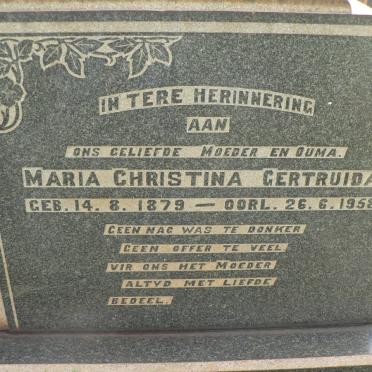 IN TERE HERINNERING
AAN
ONS GELIEFDE MOEDER EN OUMA.
MARIA CHRISTINA GERTRUIDA
GEB. 14. 8. 1879 — OORL. 26. 6. 1958
GEEN NAG WAS TE DONKER
GEEN OFFER TE VEEL
VIR ONS HET MOEDER
ALTYD MET LIEFDE
BEDEEL.